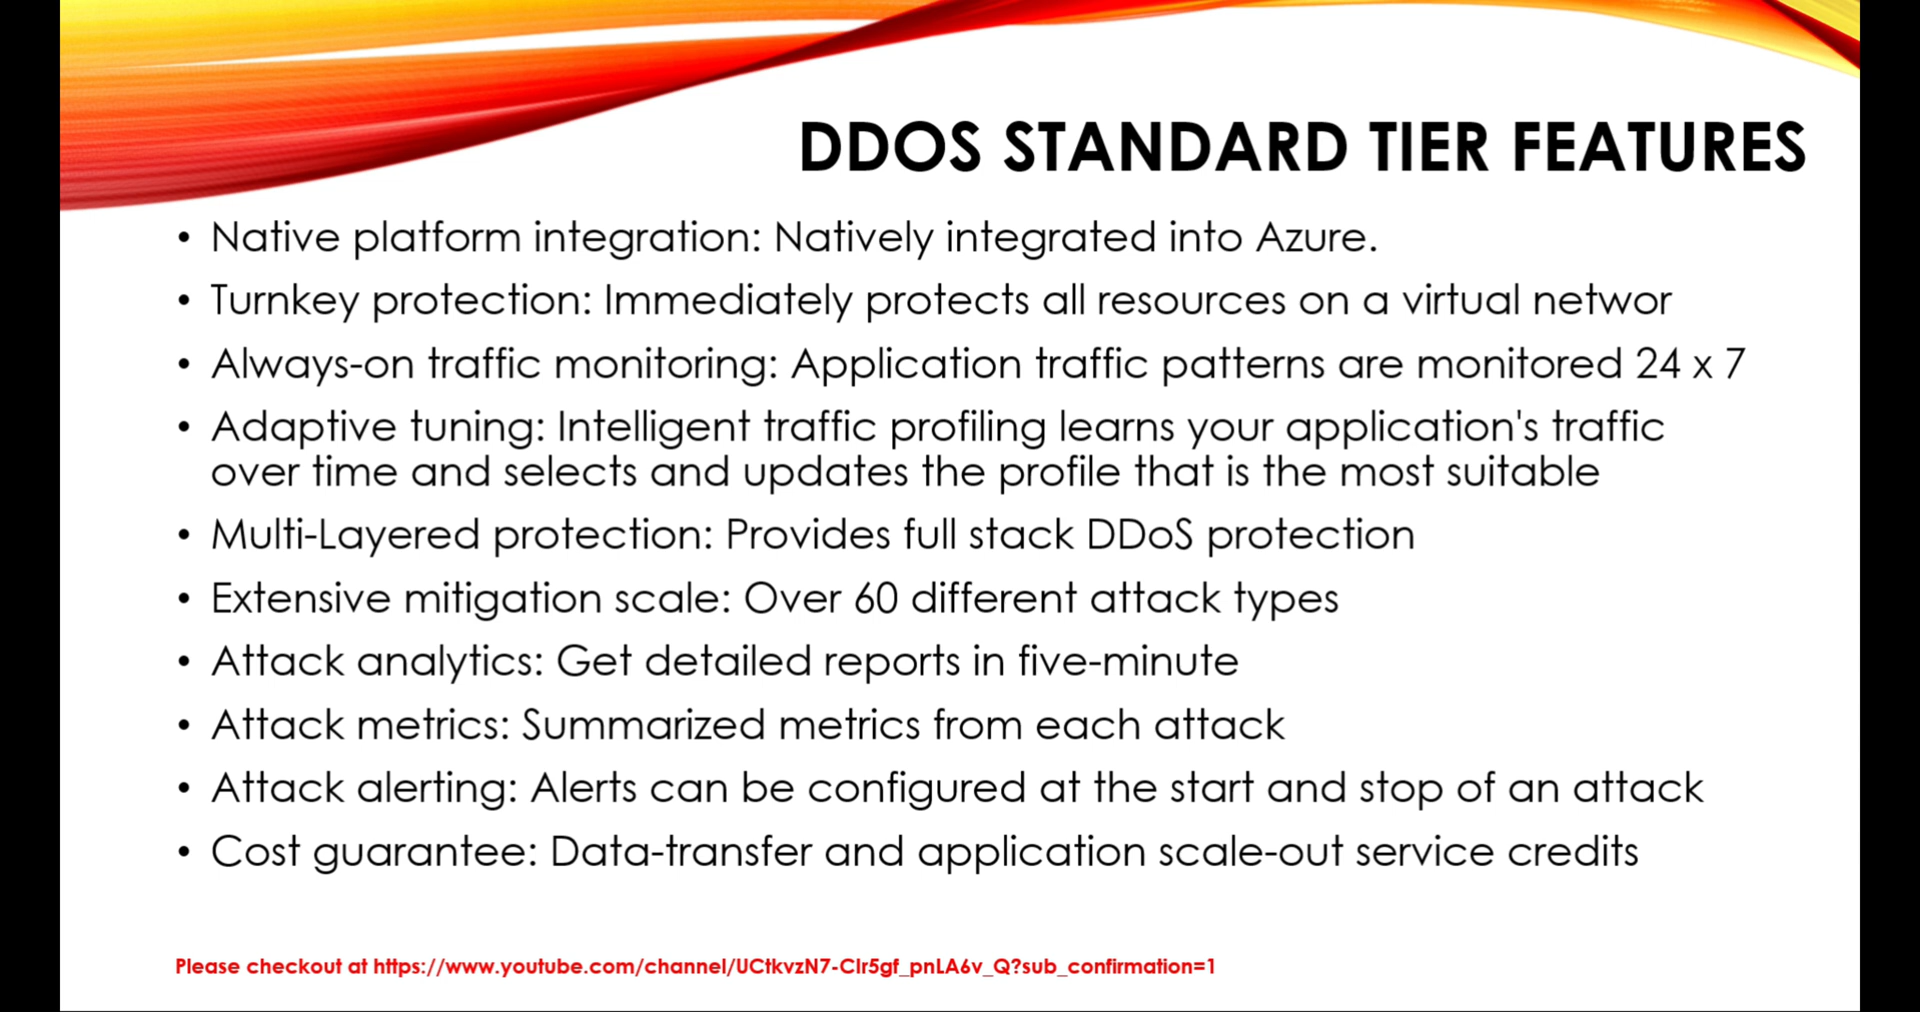 DDOS STANDARD TIER FEATURES
• Native platform integration: Natively integrated into Azure.
• Turnkey protection: Immediately protects all resources on a virtual networ
• Always-on traffic monitoring: Application traffic patterns are monitored 24 x 7
• Adaptive tuning: Intelligent traffic profiling learns your application's traffic
over time and selects and updates the profile that is the most suitable
• Multi-Layered protection: Provides full stack DDoS protection
• Extensive mitigation scale: Over 60 different attack types
• Attack analytics: Get detailed reports in five-minute
• Attack metrics: Summarized metrics from each attack
• Attack alerting: Alerts can be configured at the start and stop of an attack
• Cost guarantee: Data-transfer and application scale-out service credits
Please checkout at https://www.youtube.com/channel/UCtkvzN7-CIr5gf_pnLA6v_Q?sub_confirmation=1